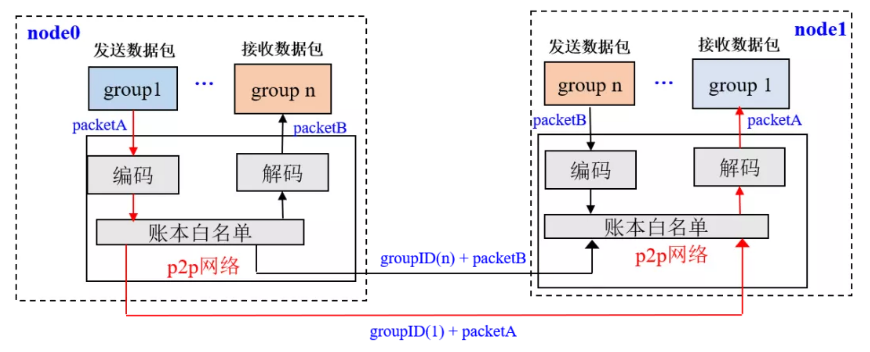 node0
发送数据包
接收数据包
group1
...
group n
packetA
packetB
编码
解码
账本白名单
p2p网络
node1
发送数据包
接收数据包
group n
...
group 1
packetB
packetA
编码
解码
账本白名单
p2p网络
groupID(n) + packetB
groupID(1) + packetA